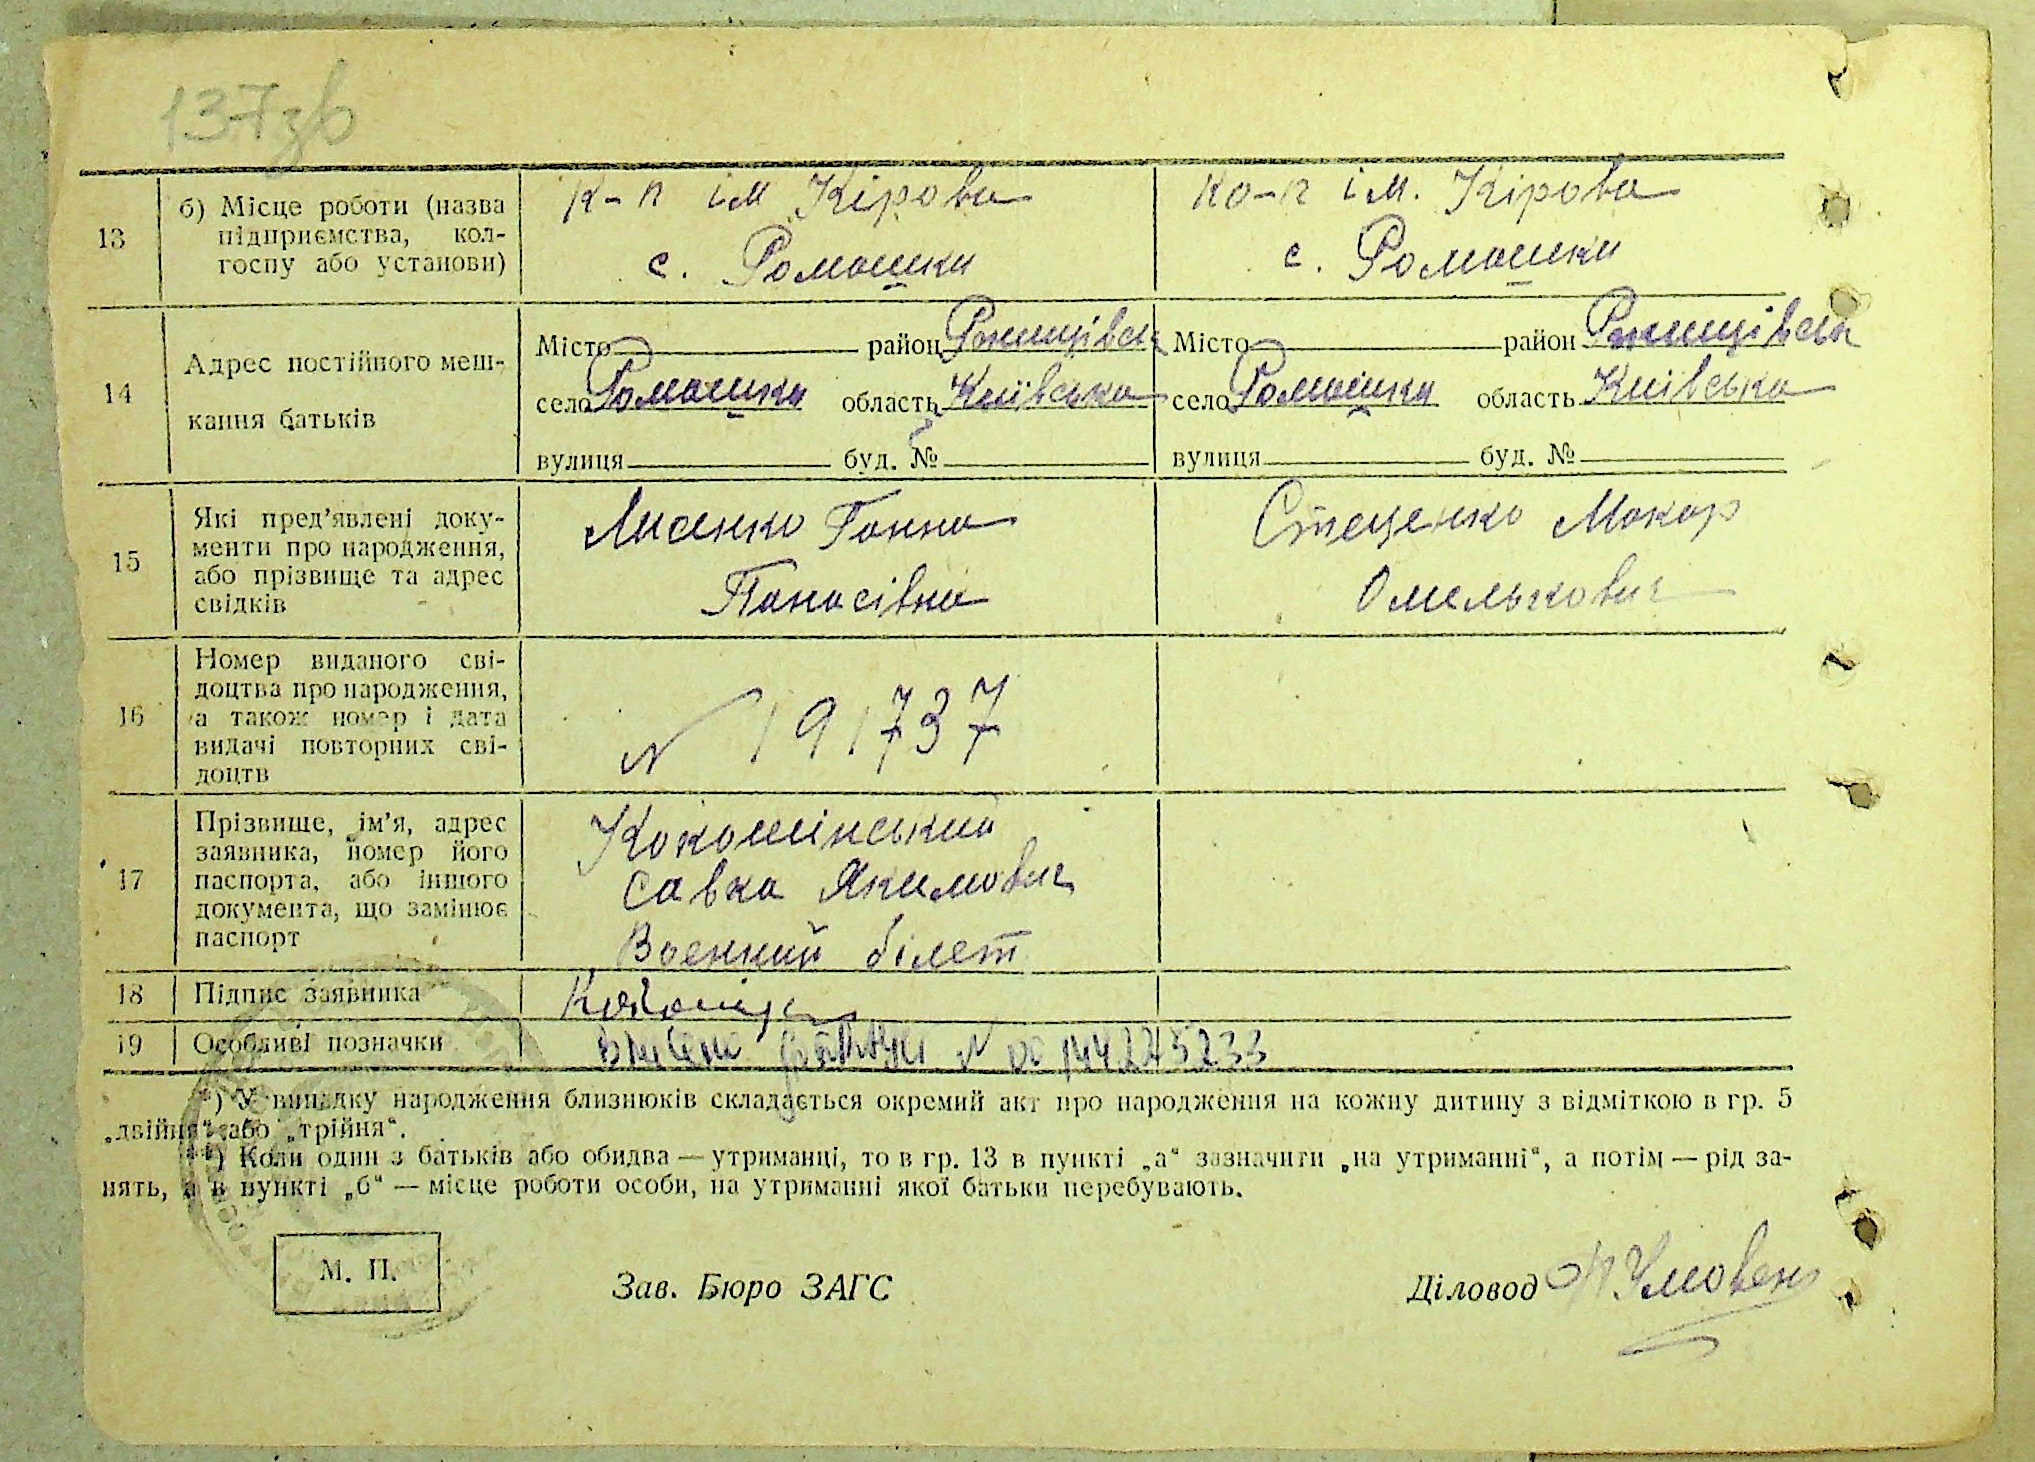 137зв
13
б) Місце роботи (назва
підприємства, кол-
госпу або установи)
к-п ім Кірова
с. Ромашки
ко-п ім. Кірова
с. Ромашки
14
Адрес постійного меш-
кання батьків
Місто район
село Ромашки область Київська
вулиця буд. №
Місто район
село Ромашки область Київська
вулиця буд. №
15
Які пред'явлені доку-
менти про народження,
або прізвище та адрес
свідків
Лисенко Ганна
Панасівна
Стеценко Макар
Омелькович
16
Номер виданого сві-
доцтва про народження,
а також номер і дата
видачі повторних сві-
доцтв
N 191737
17
Прізвище, ім'я, адрес
заявника, номер його
паспорта, або іншого
документа, що замінює
паспорт
Кокошінський
Савка Якимович
Военний білет
18
Підпис заявника
19
Особливі позначки
*) У випадку народження близнюків складається окремий акт про народження на кожну дитину з відміткою в гр. 5
„двійня“ або „трійня“.
**) Коли один з батьків або обидва — утриманці, то в гр. 13 в пункті „а“ зазначити „на утриманні“, а потім — рід за-
нять, а в пункті „б“ — місце роботи особи, на утриманні якої батьки перебувають.
М. П.
Зав. Бюро ЗАГС
Діловод